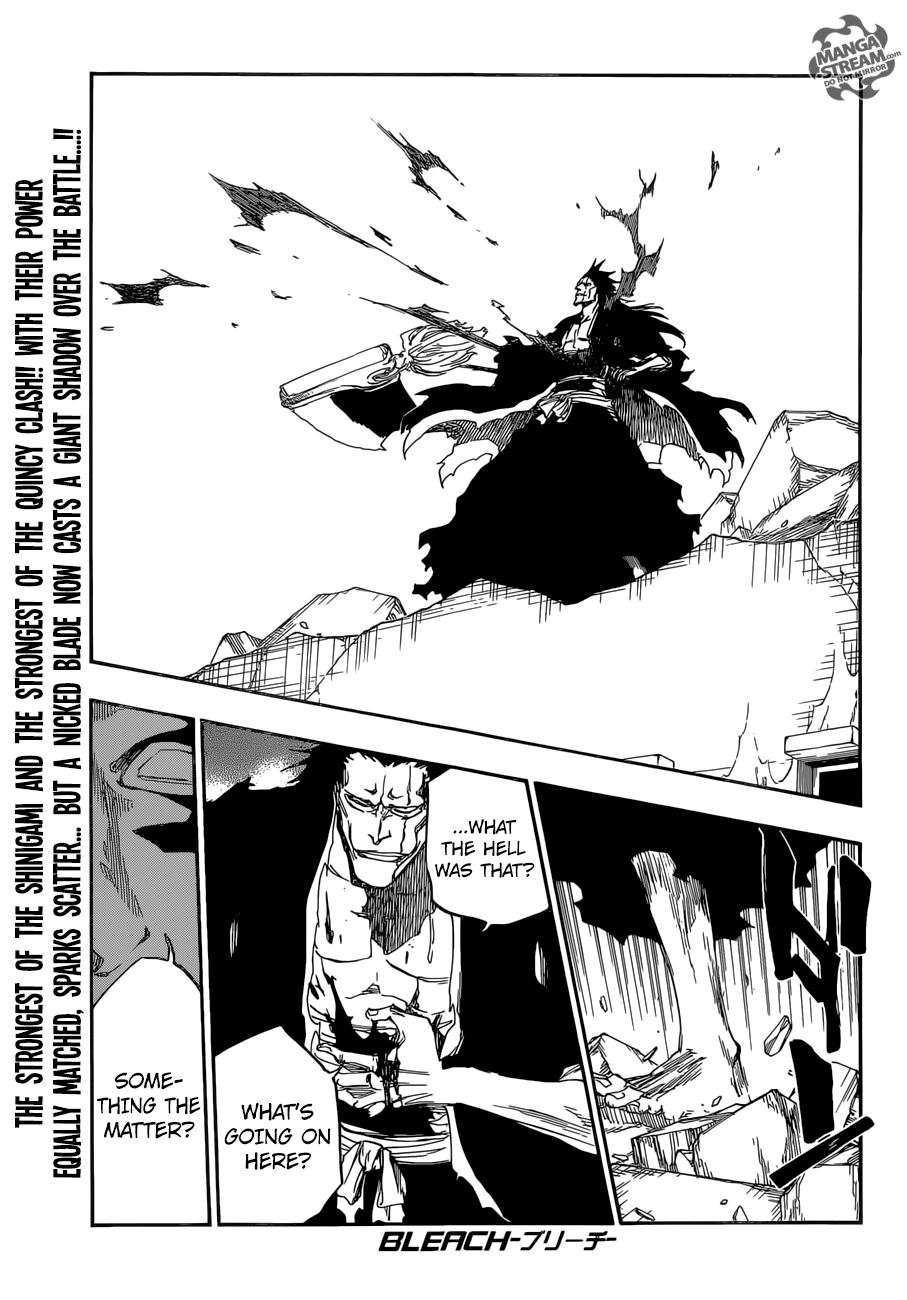 MANGA
STREAM.com
DO NOT MIRROR
THE STRONGEST OF THE SHINIGAMI AND THE STRONGEST OF THE QUINCY CLASH!! WITH THEIR POWER
EQUALLY MATCHED, SPARKS SCATTER... BUT A NICKED BLADE NOW CASTS A GIANT SHADOW OVER THE BATTLE....!!
...WHAT
THE HELL
WAS THAT?
WHAT'S
GOING ON
HERE?
SOME-
THING THE
MATTER?
BLEACH-ブリーチ-